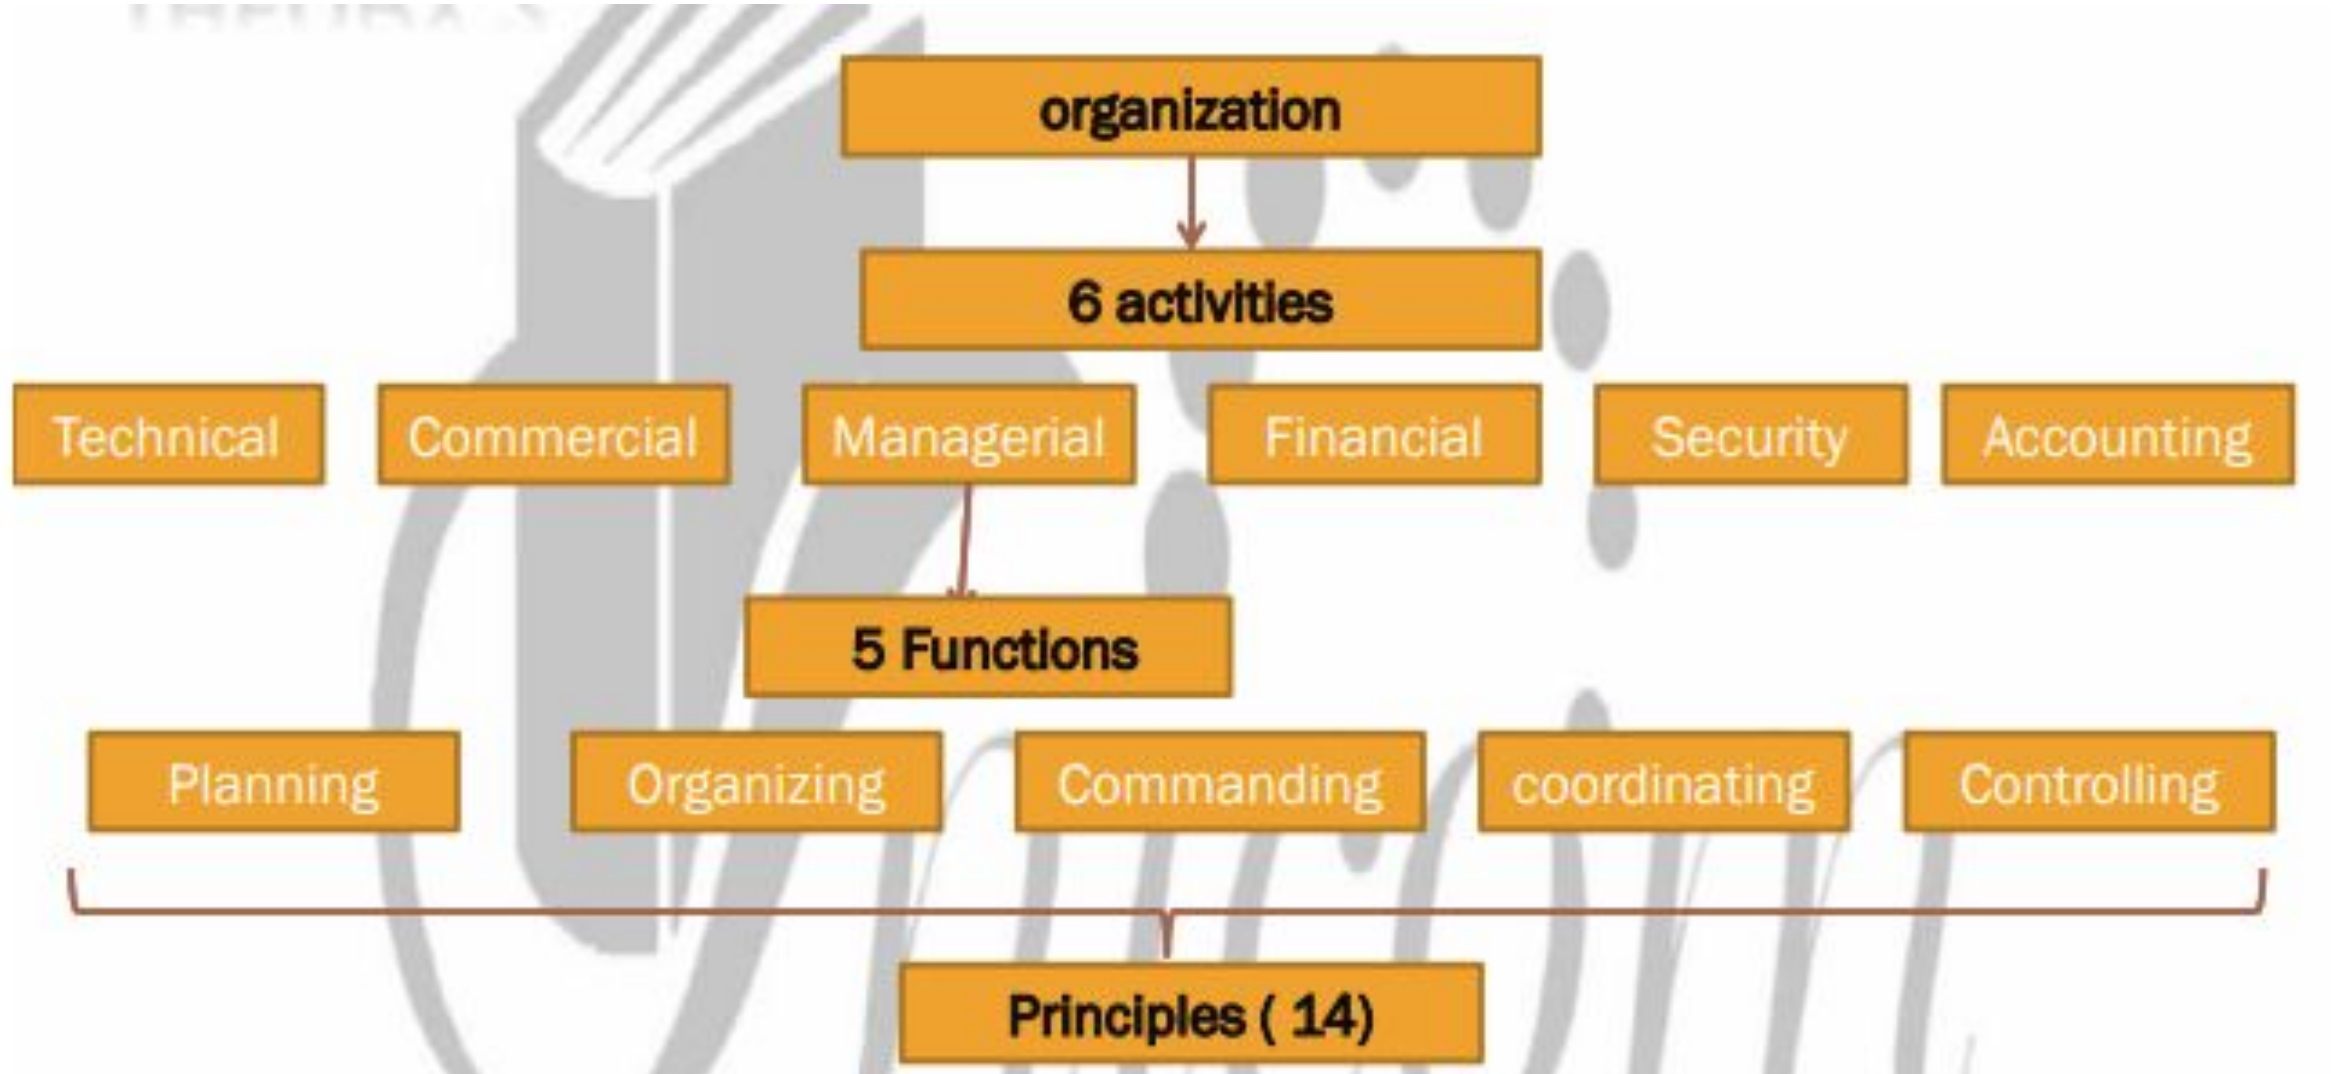 organization
6 activities
Technical Commercial Managerial Financial Security Accounting
5 Functions
Planning Organizing Commanding coordinating Controlling
Principles ( 14)